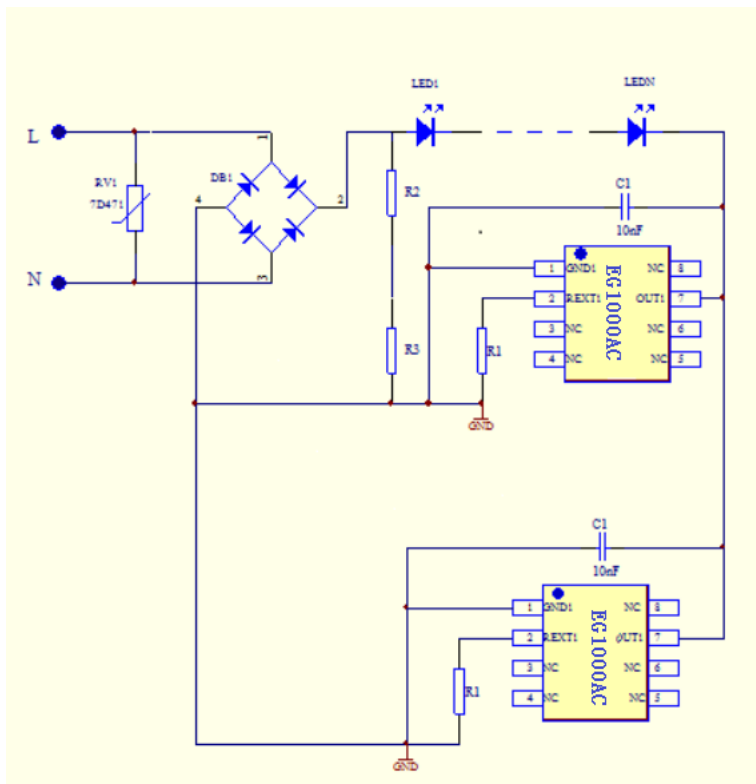 LED1
LEDN
L
1
RV1
7D471
DB1
4
2
R2
C1
10nF
N
3
1
GND1
NC
8
2
REXT1
OUT1
7
3
NC
NC
6
4
NC
NC
5
EG1000AC
R3
R1
GND
C1
10nF
1
GND1
NC
8
2
REXT1
OUT1
7
3
NC
NC
6
4
NC
NC
5
EG1000AC
R1
GND